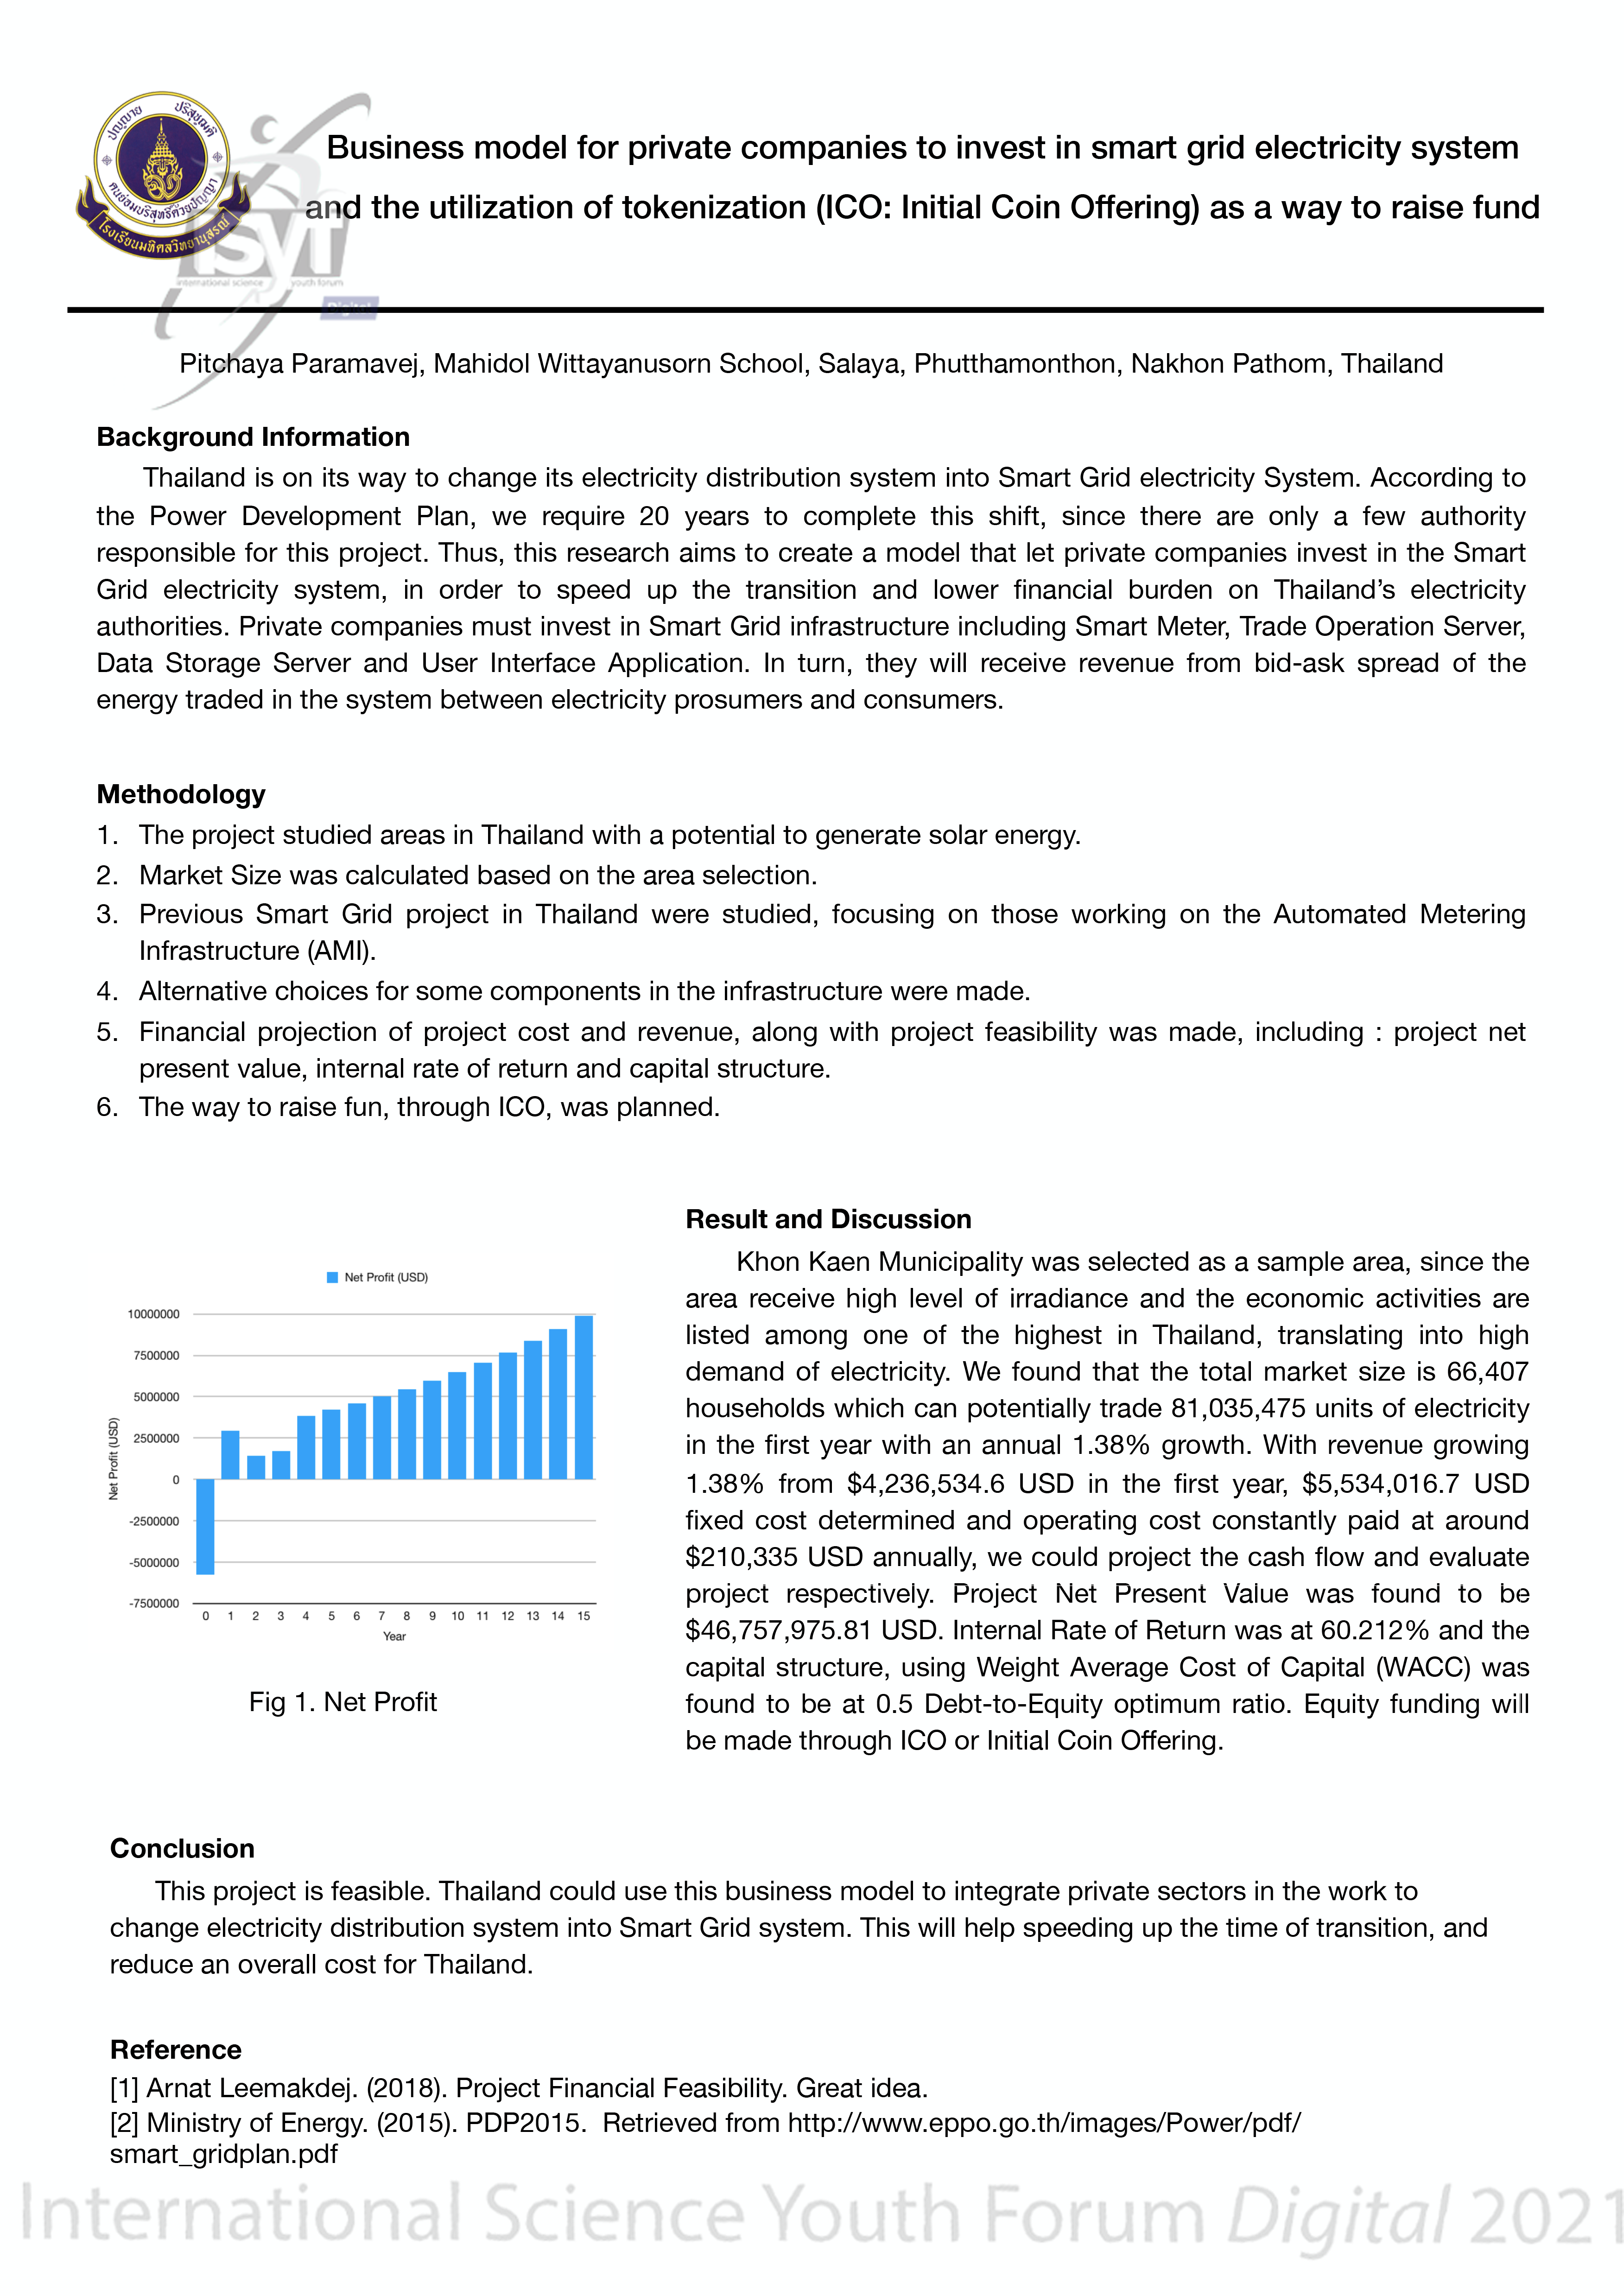 ปัญญาย ปริสุชฺฌติ
คนย่อมบริสุทธิ์ด้วยปัญญา
โรงเรียนมหิดลวิทยานุสรณ์
isyf
international science youth forum
Digital
Business model for private companies to invest in smart grid electricity system
and the utilization of tokenization (ICO: Initial Coin Offering) as a way to raise fund
Pitchaya Paramavej, Mahidol Wittayanusorn School, Salaya, Phutthamonthon, Nakhon Pathom, Thailand
Background Information
Thailand is on its way to change its electricity distribution system into Smart Grid electricity System. According to
the Power Development Plan, we require 20 years to complete this shift, since there are only a few authority
responsible for this project. Thus, this research aims to create a model that let private companies invest in the Smart
Grid electricity system, in order to speed up the transition and lower financial burden on Thailand’s electricity
authorities. Private companies must invest in Smart Grid infrastructure including Smart Meter, Trade Operation Server,
Data Storage Server and User Interface Application. In turn, they will receive revenue from bid-ask spread of the
energy traded in the system between electricity prosumers and consumers.
Methodology
1. The project studied areas in Thailand with a potential to generate solar energy.
2. Market Size was calculated based on the area selection.
3. Previous Smart Grid project in Thailand were studied, focusing on those working on the Automated Metering
Infrastructure (AMI).
4. Alternative choices for some components in the infrastructure were made.
5. Financial projection of project cost and revenue, along with project feasibility was made, including : project net
present value, internal rate of return and capital structure.
6. The way to raise fun, through ICO, was planned.
Net Profit (USD)
10000000
7500000
5000000
2500000
0
-2500000
-5000000
-7500000
Net Profit (USD)
0 1 2 3 4 5 6 7 8 9 10 11 12 13 14 15
Year
Fig 1. Net Profit
Result and Discussion
Khon Kaen Municipality was selected as a sample area, since the
area receive high level of irradiance and the economic activities are
listed among one of the highest in Thailand, translating into high
demand of electricity. We found that the total market size is 66,407
households which can potentially trade 81,035,475 units of electricity
in the first year with an annual 1.38% growth. With revenue growing
1.38% from $4,236,534.6 USD in the first year, $5,534,016.7 USD
fixed cost determined and operating cost constantly paid at around
$210,335 USD annually, we could project the cash flow and evaluate
project respectively. Project Net Present Value was found to be
$46,757,975.81 USD. Internal Rate of Return was at 60.212% and the
capital structure, using Weight Average Cost of Capital (WACC) was
found to be at 0.5 Debt-to-Equity optimum ratio. Equity funding will
be made through ICO or Initial Coin Offering.
Conclusion
This project is feasible. Thailand could use this business model to integrate private sectors in the work to
change electricity distribution system into Smart Grid system. This will help speeding up the time of transition, and
reduce an overall cost for Thailand.
Reference
[1] Arnat Leemakdej. (2018). Project Financial Feasibility. Great idea.
[2] Ministry of Energy. (2015). PDP2015. Retrieved from http://www.eppo.go.th/images/Power/pdf/
smart_gridplan.pdf
International Science Youth Forum Digital 2021